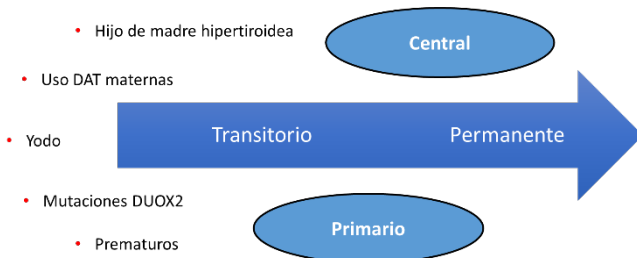 Hijo de madre hipertiroidea
Central
Uso DAT maternas
Transitorio
Permanente
Yodo
Mutaciones DUOX2
Primario
Prematuros